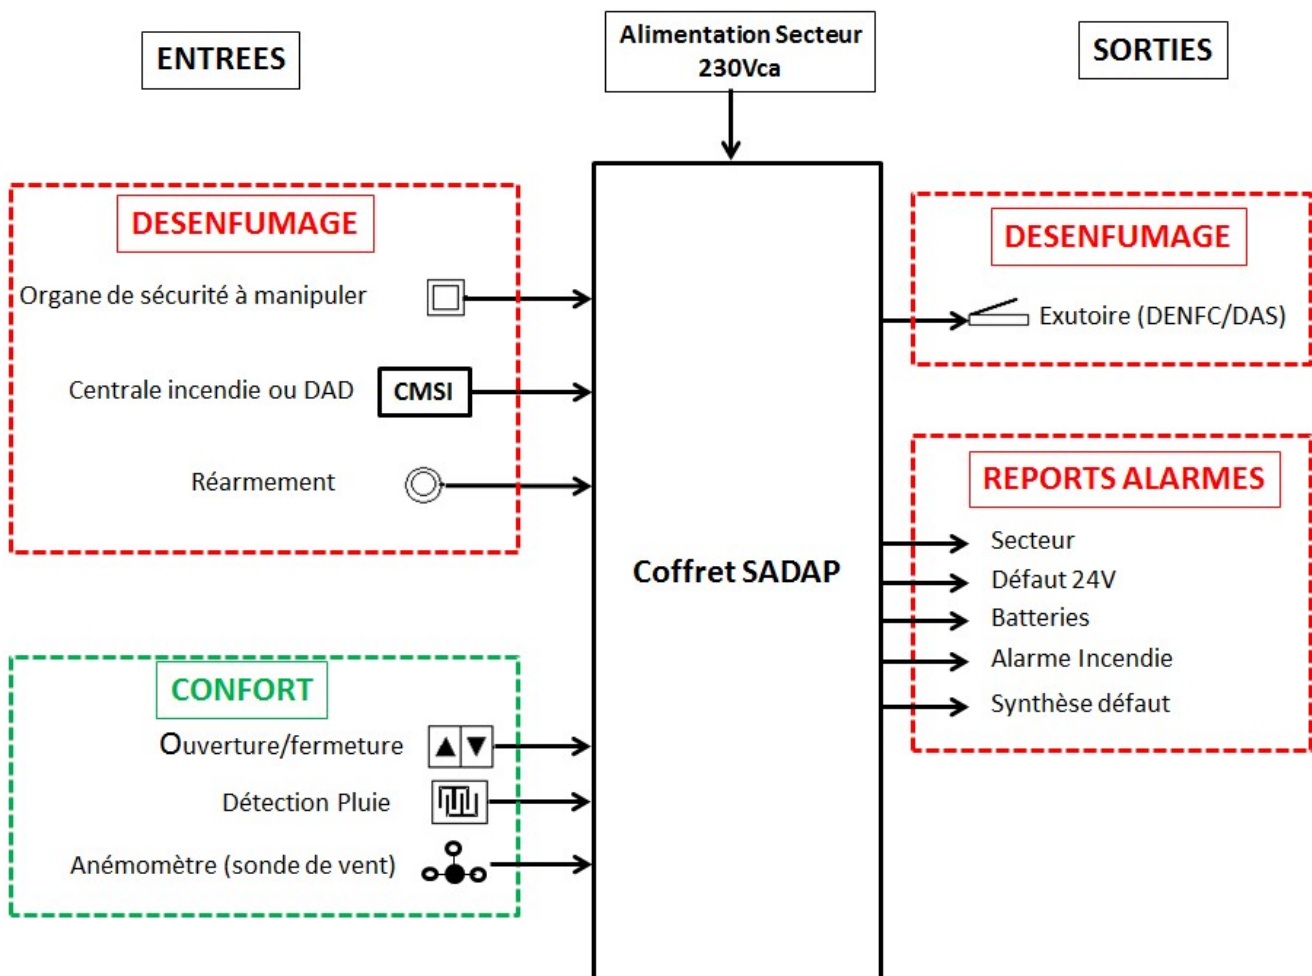 ENTREES
Alimentation Secteur
230Vca
SORTIES
DESENFUMAGE
Organe de sécurité à manipuler
Centrale incendie ou DAD
CMSI
Réarmement
CONFORT
Ouverture/fermeture
Détection Pluie
Anémomètre (sonde de vent)
Coffret SADAP
DESENFUMAGE
Exutoire (DENFC/DAS)
REPORTS ALARMES
Secteur
Défaut 24V
Batteries
Alarme Incendie
Synthèse défaut